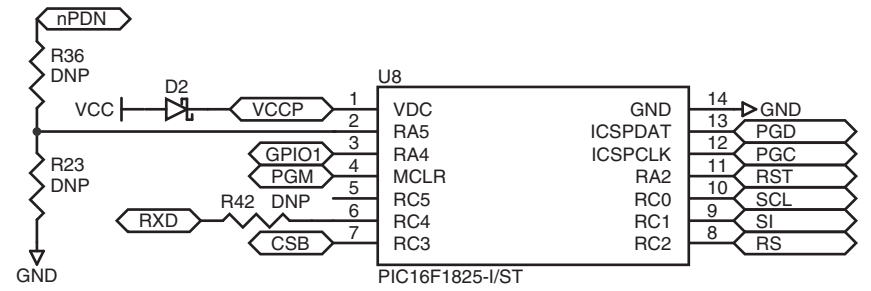 nPDN
R36
DNP
D2
U8
VCC
VCCP
1
VDC
GND
14
GND
2
RA5
ICSPDAT
13
PGD
GPIO1
3
RA4
ICSPCLK
12
PGC
R23
DNP
PGM
4
MCLR
RA2
11
RST
R42
DNP
5
RC5
RC0
10
SCL
RXD
6
RC4
RC1
9
SI
CSB
7
RC3
RC2
8
RS
GND
PIC16F1825-I/ST